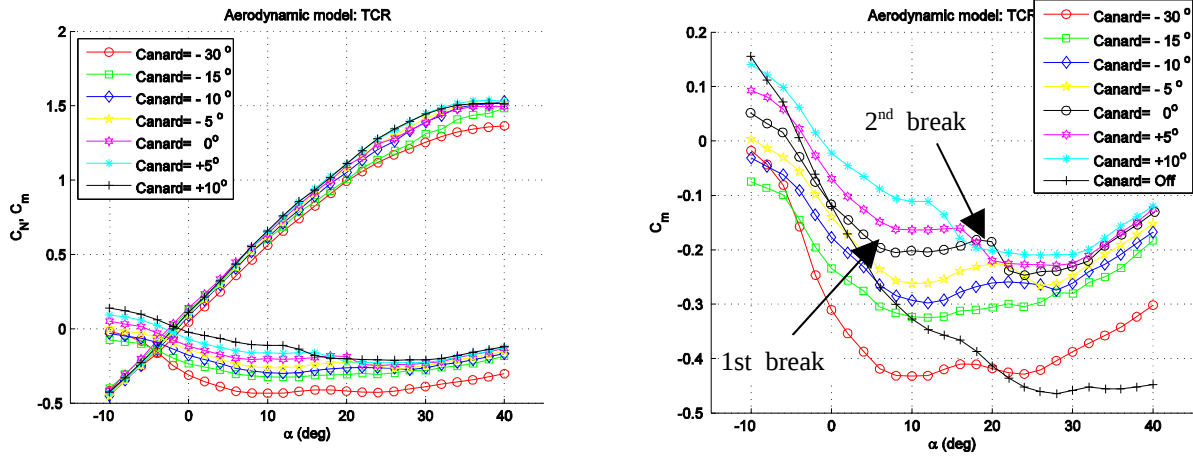 Aerodynamic model: TCR
2
1.5
1
0.5
0
-0.5
-10
0
10
20
30
40
C_N, C_m
α (deg)
Canard= - 30 o
Canard= - 15 o
Canard= - 10 o
Canard= - 5 o
Canard= 0o
Canard= +5o
Canard= +10o
Aerodynamic model: TCR
0.2
0.1
0
-0.1
-0.2
-0.3
-0.4
-0.5
-10
0
10
20
30
40
C_m
α (deg)
Canard= - 30 o
Canard= - 15 o
Canard= - 10 o
Canard= - 5 o
Canard= 0o
Canard= +5o
Canard= +10o
Canard= Off
2nd break
1st break